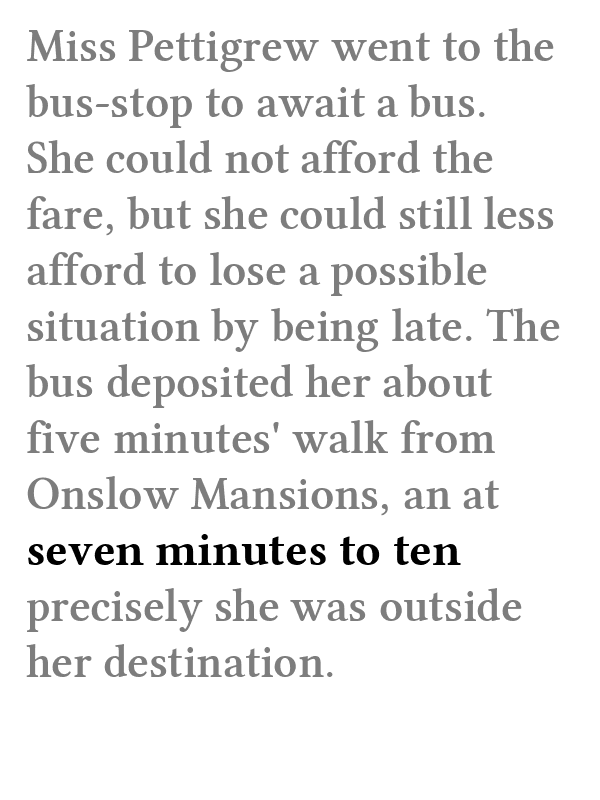 Miss Pettigrew went to the
bus-stop to await a bus.
She could not afford the
fare, but she could still less
afford to lose a possible
situation by being late. The
bus deposited her about
five minutes' walk from
Onslow Mansions, an at
seven minutes to ten
precisely she was outside
her destination.